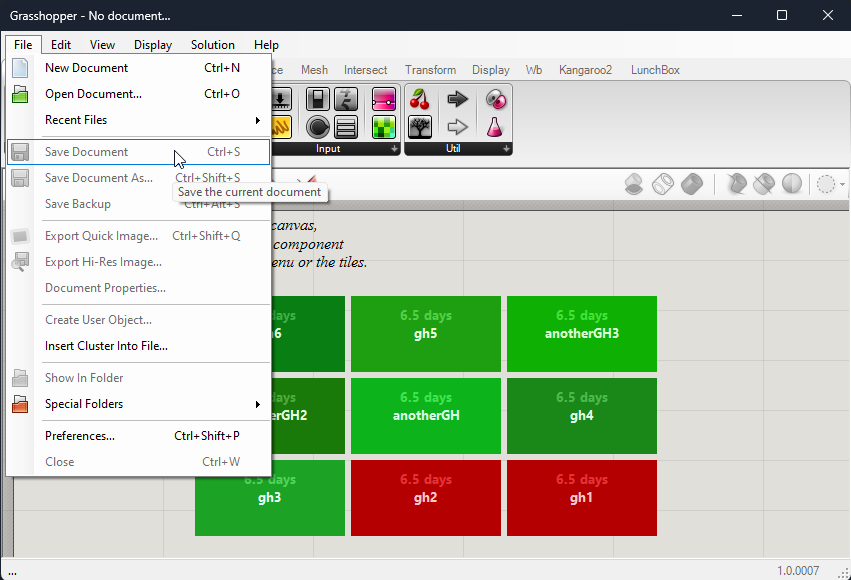 Grasshopper - No document...
File Edit View Display Solution Help
ce Mesh Intersect Transform Display Wb Kangaroo2 LunchBox
New Document Ctrl+N
Open Document... Ctrl+O
Recent Files
Save Document Ctrl+S
Save Document As... Ctrl+Shift+S
Save the current document
Save Backup Ctrl+Alt+S
Export Quick Image... Ctrl+Shift+Q
Export Hi-Res Image...
Document Properties...
Create User Object...
Insert Cluster Into File...
Show In Folder
Special Folders
Preferences... Ctrl+Shift+P
Close Ctrl+W
Input Util
canvas,
component
enu or the tiles.
days
6
6.5 days
gh5
6.5 days
anotherGH3
erGH2
6.5 days
anotherGH
6.5 days
gh4
6.5 days
gh3
6.5 days
gh2
6.5 days
gh1
...
1.0.0007